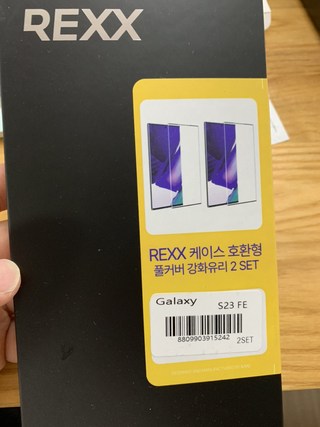 REXX
REXX 케이스 호환형
풀커버 강화유리 2 SET
Galaxy S23 FE
8809903915242 2SET